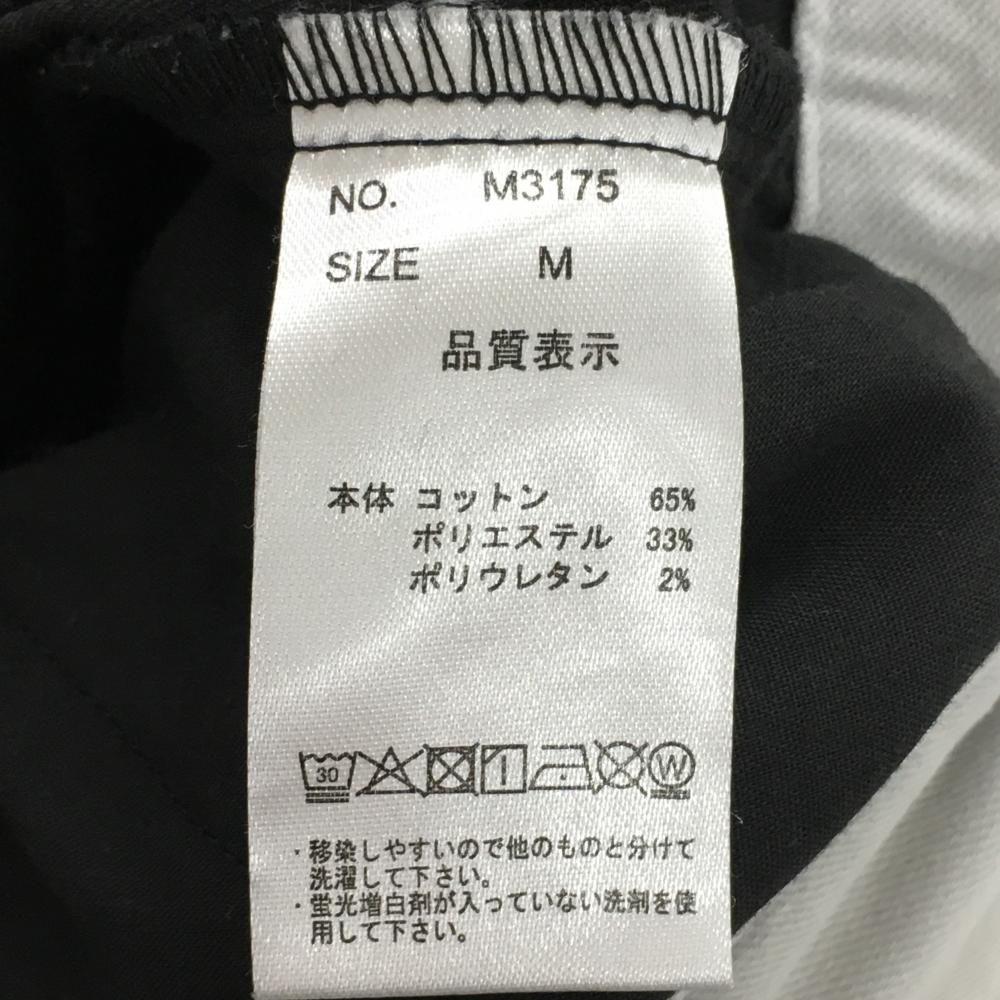 NO. M3175
SIZE M
品質表示
本体 コットン 65%
ポリエステル 33%
ポリウレタン 2%
30 W
・移染しやすいので他のものと分けて
洗濯して下さい。
・蛍光増白剤が入っていない洗剤を使
用して下さい。